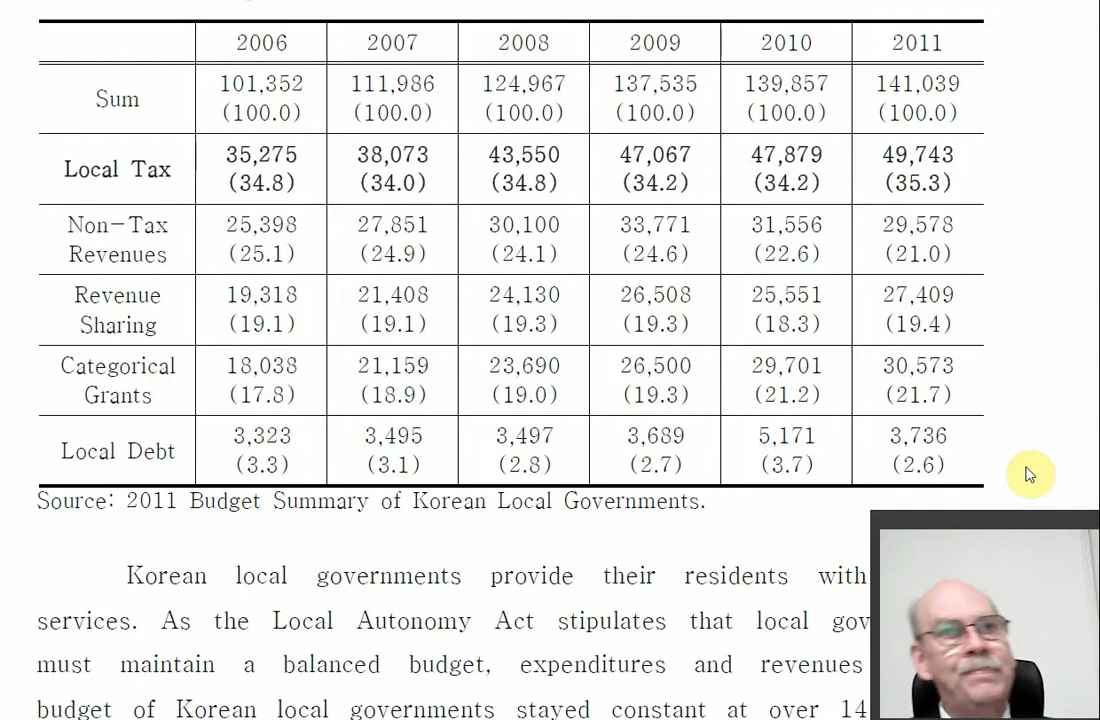 2006 2007 2008 2009 2010 2011
Sum 101,352 111,986 124,967 137,535 139,857 141,039
(100.0) (100.0) (100.0) (100.0) (100.0) (100.0)
Local Tax 35,275 38,073 43,550 47,067 47,879 49,743
(34.8) (34.0) (34.8) (34.2) (34.2) (35.3)
Non-Tax 25,398 27,851 30,100 33,771 31,556 29,578
Revenues (25.1) (24.9) (24.1) (24.6) (22.6) (21.0)
Revenue 19,318 21,408 24,130 26,508 25,551 27,409
Sharing (19.1) (19.1) (19.3) (19.3) (18.3) (19.4)
Categorical 18,038 21,159 23,690 26,500 29,701 30,573
Grants (17.8) (18.9) (19.0) (19.3) (21.2) (21.7)
Local Debt 3,323 3,495 3,497 3,689 5,171 3,736
(3.3) (3.1) (2.8) (2.7) (3.7) (2.6)
Source: 2011 Budget Summary of Korean Local Governments.
Korean local governments provide their residents with
services. As the Local Autonomy Act stipulates that local gov
must maintain a balanced budget, expenditures and revenues
budget of Korean local governments stayed constant at over 14